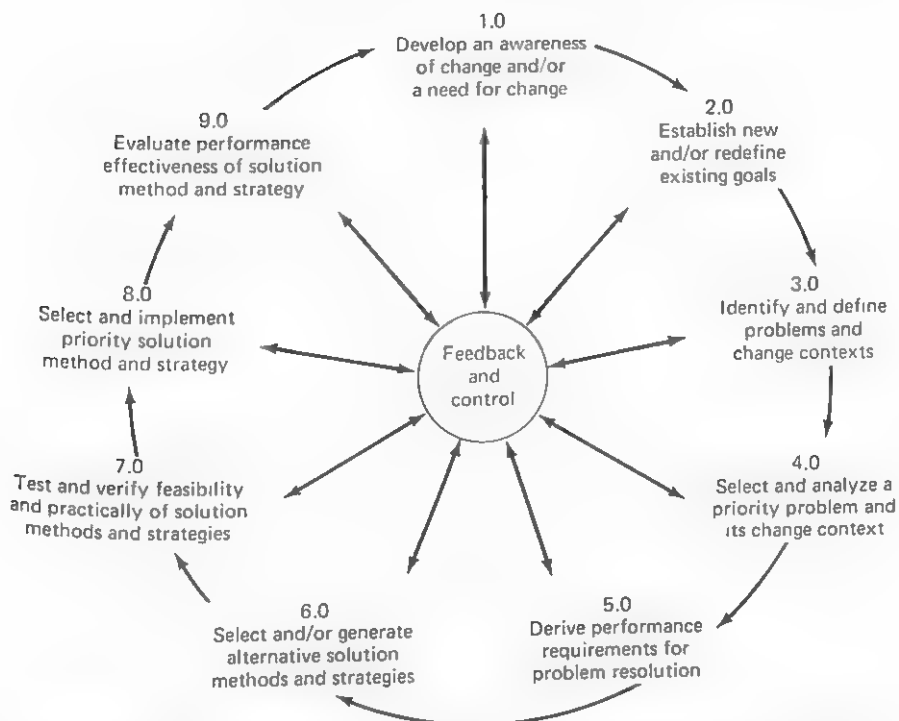 1.0
Develop an awareness
of change and/or
a need for change
2.0
Establish new
and/or redefine
existing goals
3.0
Identify and define
problems and
change contexts
4.0
Select and analyze a
priority problem and
its change context
5.0
Derive performance
requirements for
problem resolution
6.0
Select and/or generate
alternative solution
methods and strategies
7.0
Test and verify feasibility
and practically of solution
methods and strategies
8.0
Select and implement
priority solution
method and strategy
9.0
Evaluate performance
effectiveness of solution
method and strategy
Feedback
and
control